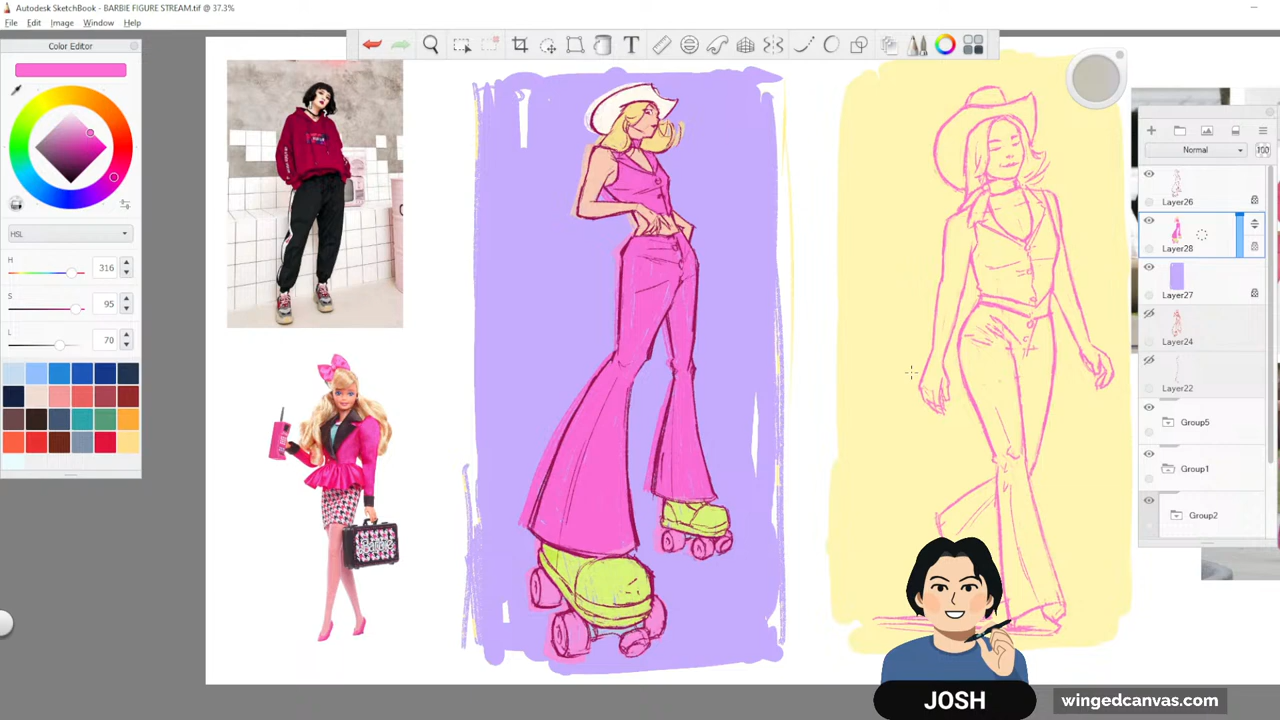 Autodesk SketchBook - BARBIE FIGURE STREAM.tif @ 37.3%
File Edit Image Window Help
Color Editor
HSL
H 316
S 95
L 70
T
Normal 100
Layer26
Layer28
Layer27
Layer24
Layer22
Group5
Group1
Group2
JOSH
wingedcanvas.com